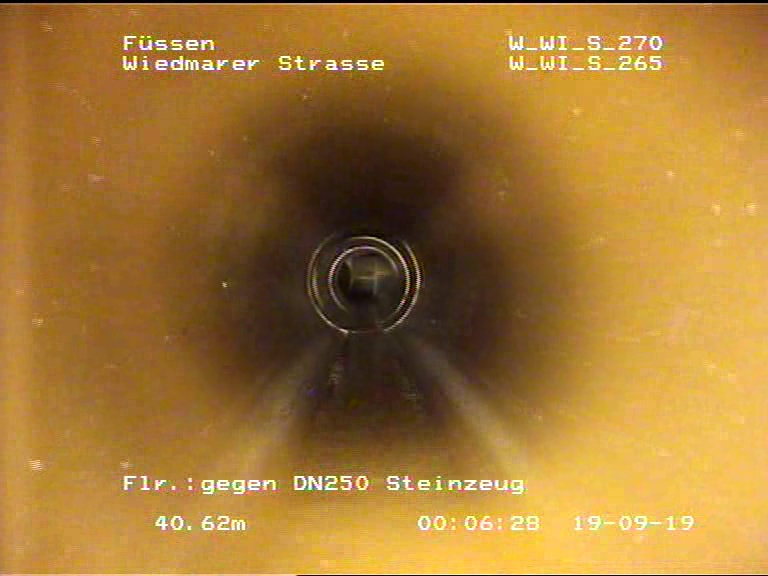 Füssen W_WI_S_270
Wiedmarer Strasse W_WI_S_265
Flr.:gegen DN250 Steinzeug
40.62m 00:06:28 19-09-19